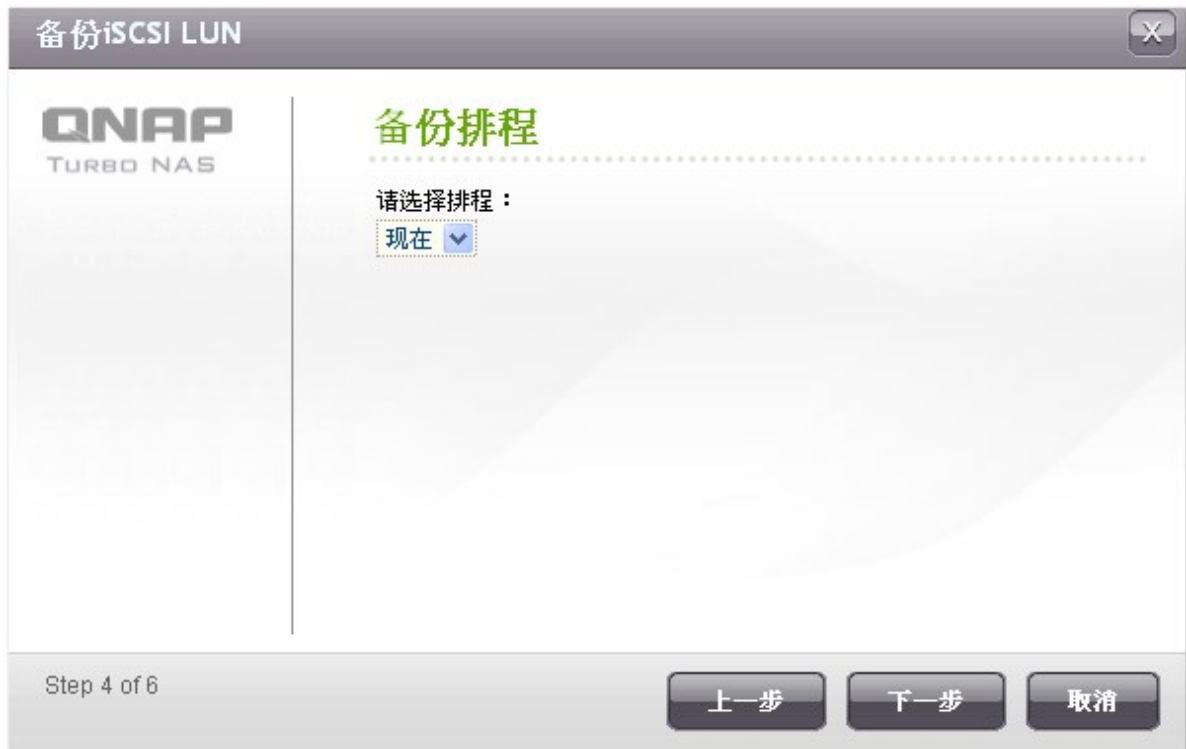 备份iSCSI LUN
X
QNAP
TURBO NAS
备份排程
请选择排程：
现在
Step 4 of 6
上一步
下一步
取消